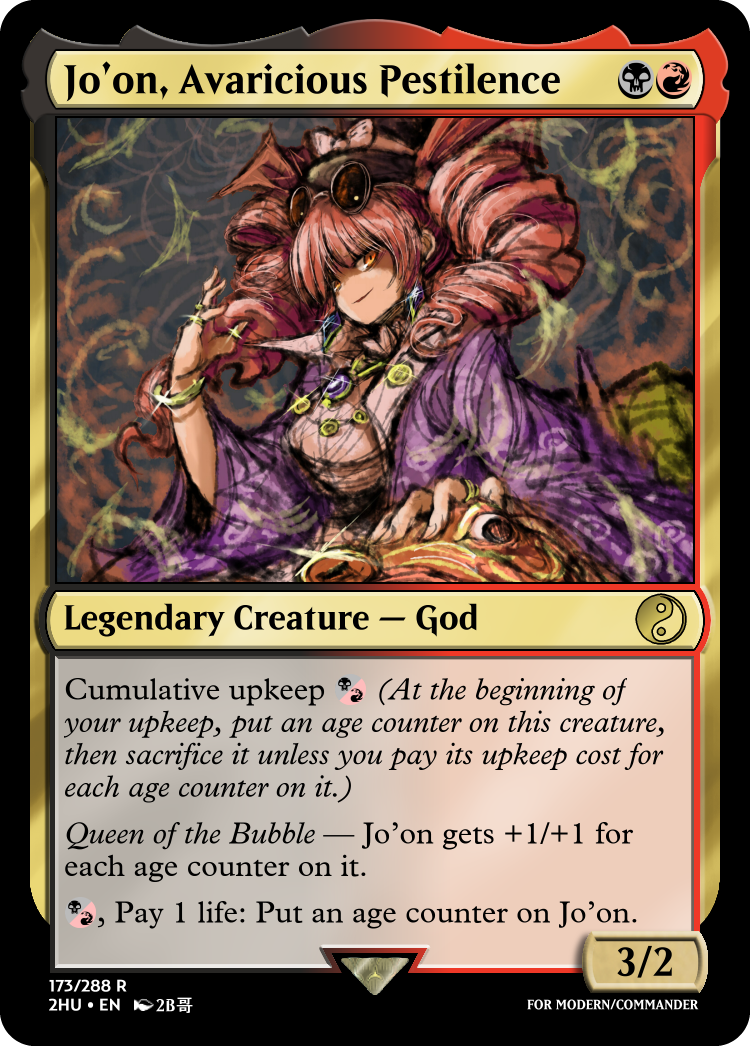 Jo'on, Avaricious Pestilence
Legendary Creature — God
Cumulative upkeep (At the beginning of
your upkeep, put an age counter on this creature,
then sacrifice it unless you pay its upkeep cost for
each age counter on it.)
Queen of the Bubble — Jo'on gets +1/+1 for
each age counter on it.
, Pay 1 life: Put an age counter on Jo'on.
3/2
173/288 R
2HU • EN 2B哥
FOR MODERN/COMMANDER